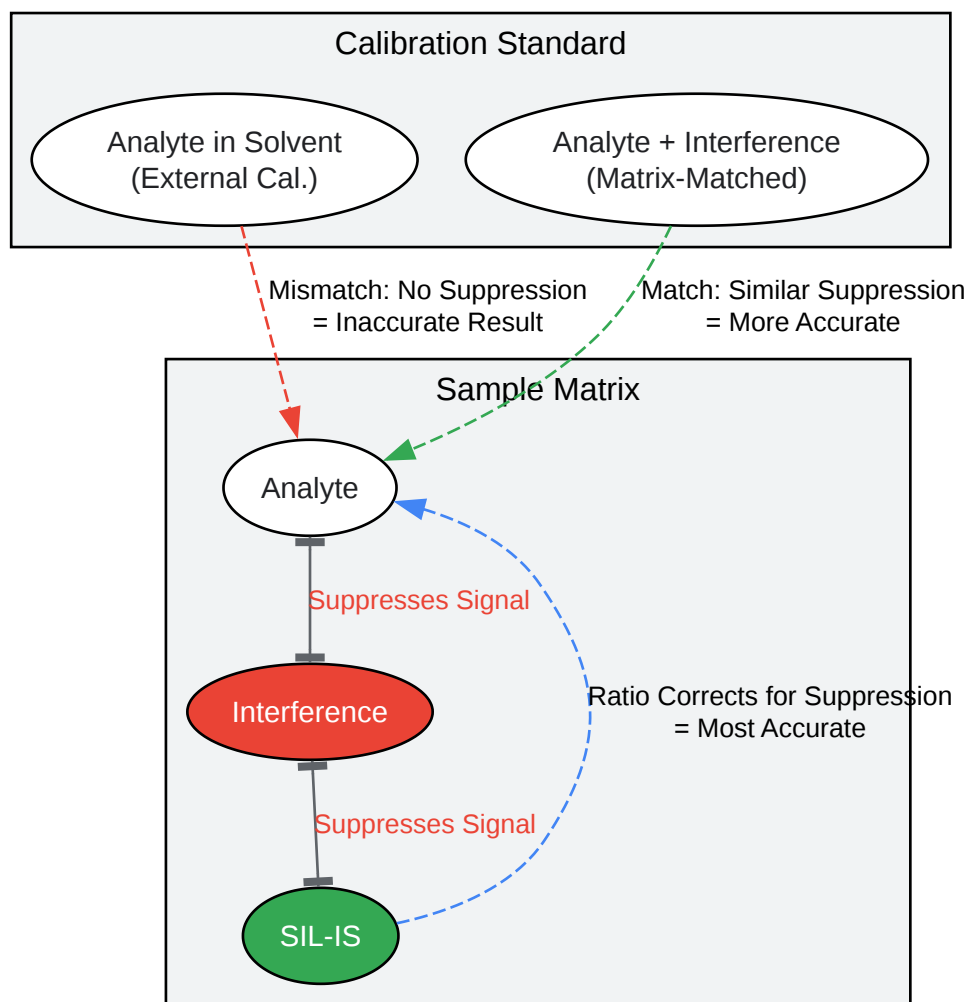 Calibration Standard
Analyte in Solvent
(External Cal.)
Analyte + Interference
(Matrix-Matched)
Mismatch: No Suppression
= Inaccurate Result
Match: Similar Suppression
= More Accurate
Sample Matrix
Analyte
Suppresses Signal
Interference
Ratio Corrects for Suppression
= Most Accurate
Suppresses Signal
SIL-IS